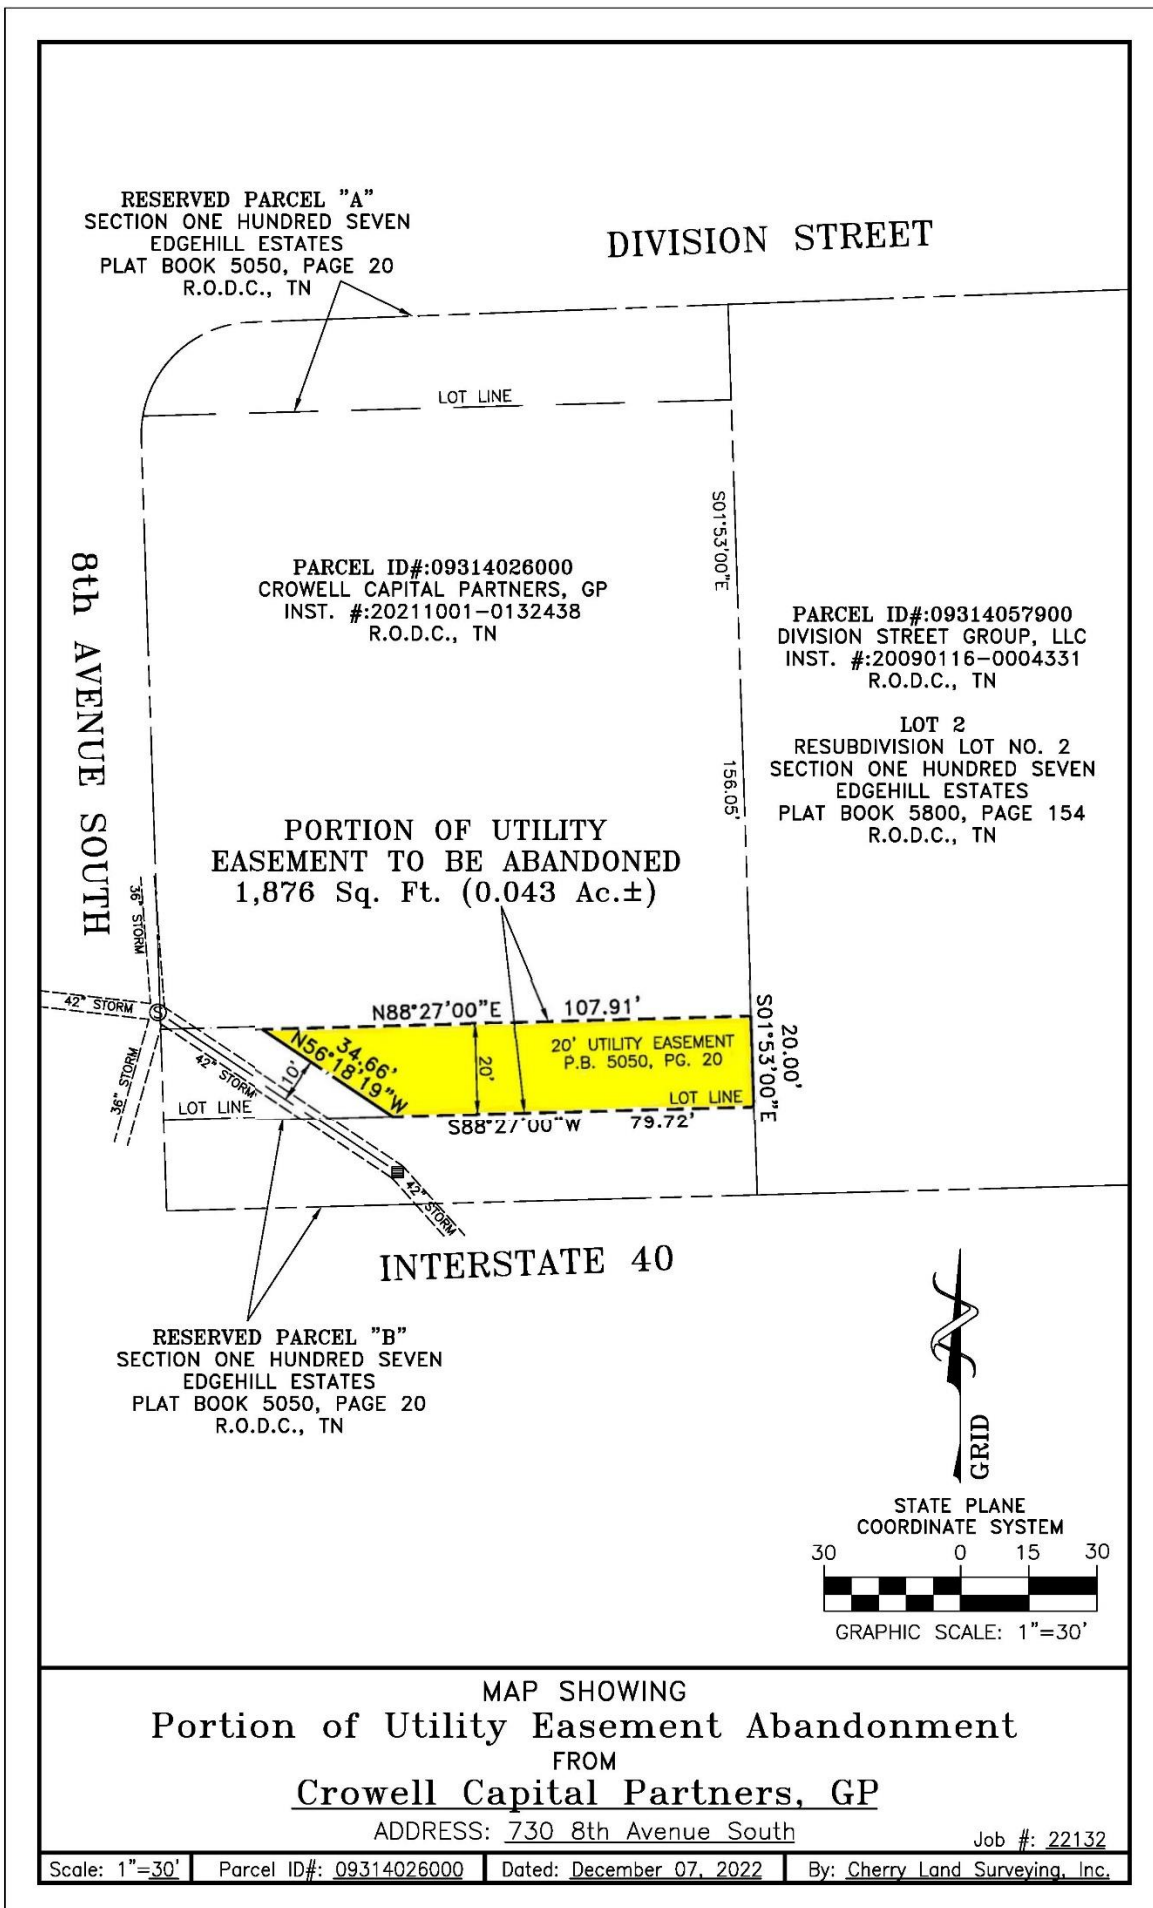 RESERVED PARCEL "A"
SECTION ONE HUNDRED SEVEN
EDGEHILL ESTATES
PLAT BOOK 5050, PAGE 20
R.O.D.C., TN
DIVISION STREET
LOT LINE
S01°53'00"E
156.05'
8th AVENUE SOUTH
PARCEL ID#:09314026000
CROWELL CAPITAL PARTNERS, GP
INST. #:20211001-0132438
R.O.D.C., TN
PARCEL ID#:09314057900
DIVISION STREET GROUP, LLC
INST. #:20090116-0004331
R.O.D.C., TN
LOT 2
RESUBDIVISION LOT NO. 2
SECTION ONE HUNDRED SEVEN
EDGEHILL ESTATES
PLAT BOOK 5800, PAGE 154
R.O.D.C., TN
PORTION OF UTILITY
EASEMENT TO BE ABANDONED
1,876 Sq. Ft. (0.043 Ac.±)
36" STORM
42" STORM
S
36" STORM
42" STORM
N88°27'00"E 107.91'
34.66'
N56°18'19"W
10'
20'
20' UTILITY EASEMENT
P.B. 5050, PG. 20
S01°53'00"E
20.00'
LOT LINE
LOT LINE
S88°27'00"W 79.72'
42" STORM
INTERSTATE 40
RESERVED PARCEL "B"
SECTION ONE HUNDRED SEVEN
EDGEHILL ESTATES
PLAT BOOK 5050, PAGE 20
R.O.D.C., TN
GRID
STATE PLANE
COORDINATE SYSTEM
30 0 15 30
GRAPHIC SCALE: 1"=30'
MAP SHOWING
Portion of Utility Easement Abandonment
FROM
Crowell Capital Partners, GP
ADDRESS: 730 8th Avenue South
Job #: 22132
Scale: 1"=30' Parcel ID#: 09314026000 Dated: December 07, 2022 By: Cherry Land Surveying, Inc.